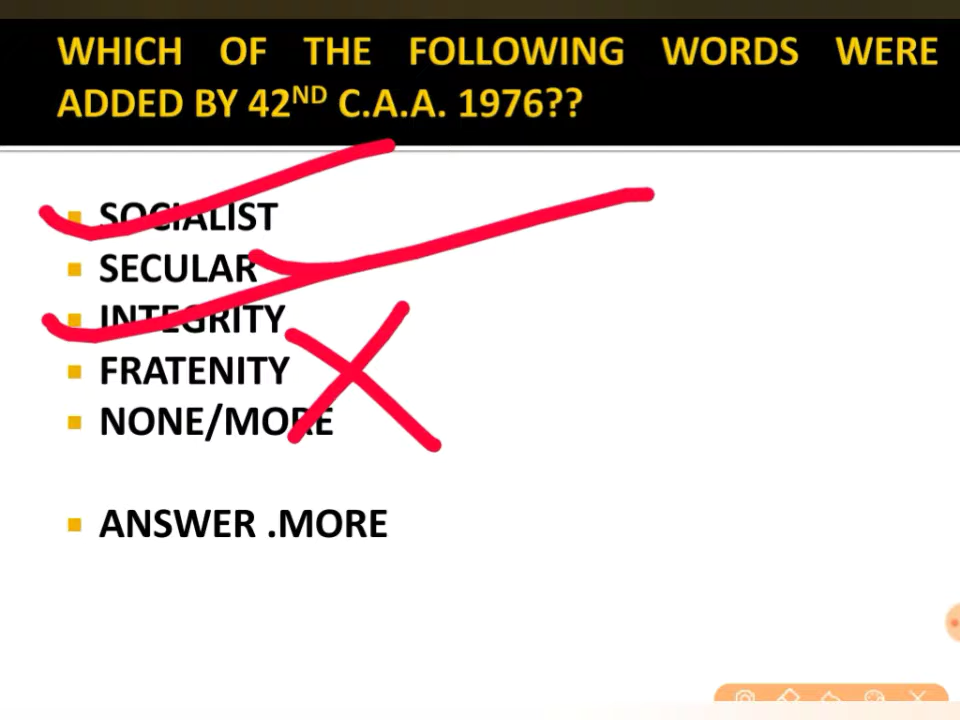 WHICH OF THE FOLLOWING WORDS WERE
ADDED BY 42ND C.A.A. 1976??
SOCIALIST
SECULAR
INTEGRITY
FRATENITY
NONE/MORE
ANSWER .MORE